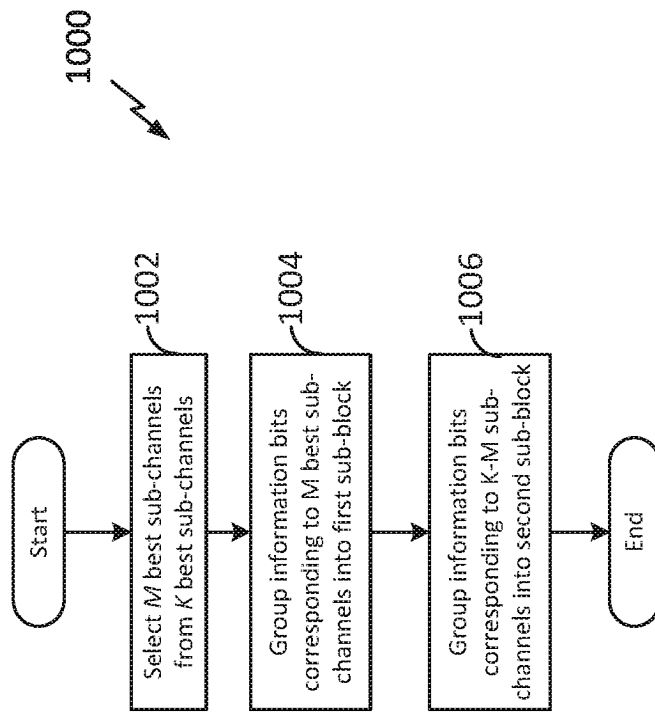 1000
Start
1002
Select M best sub-channels
from K best sub-channels
1004
Group information bits
corresponding to M best sub-
channels into first sub-block
1006
Group information bits
corresponding to K-M sub-
channels into second sub-block
End